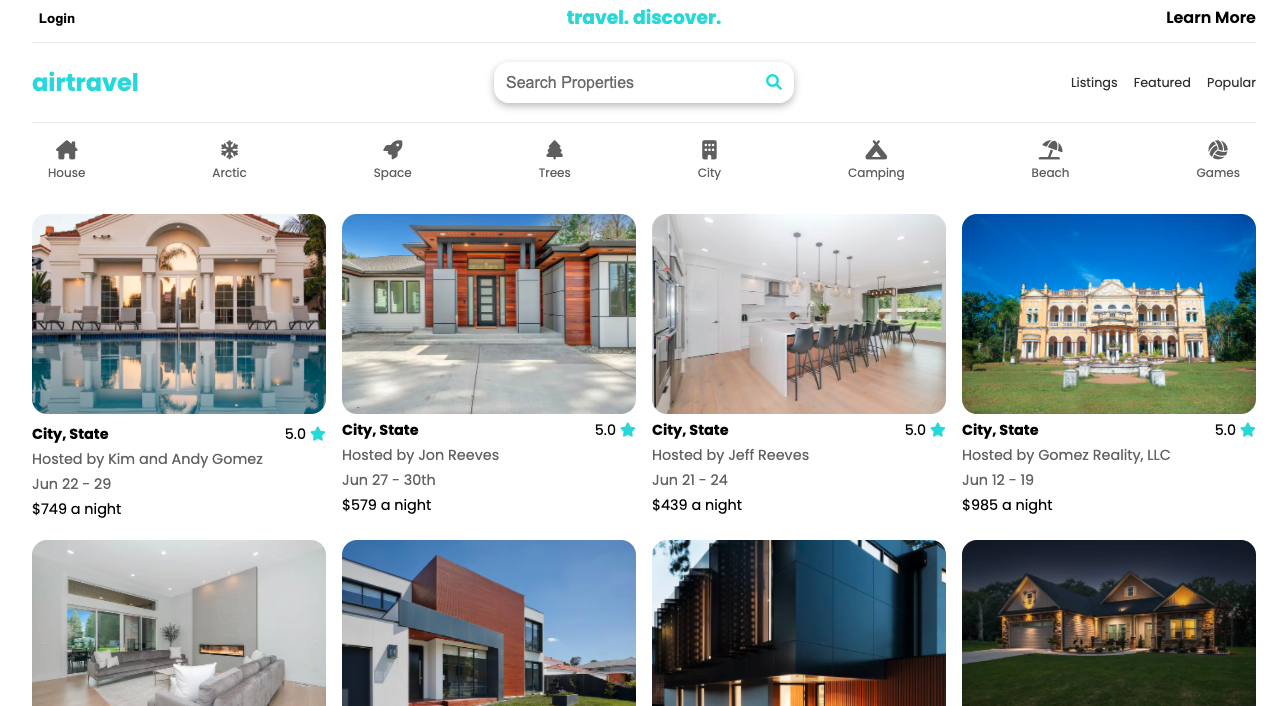 Login
travel. discover.
Learn More
airtravel
Search Properties
Listings Featured Popular
House Arctic Space Trees City Camping Beach Games
City, State 5.0
Hosted by Kim and Andy Gomez
Jun 22 - 29
$749 a night
City, State 5.0
Hosted by Jon Reeves
Jun 27 - 30th
$579 a night
City, State 5.0
Hosted by Jeff Reeves
Jun 21 - 24
$439 a night
City, State 5.0
Hosted by Gomez Reality, LLC
Jun 12 - 19
$985 a night